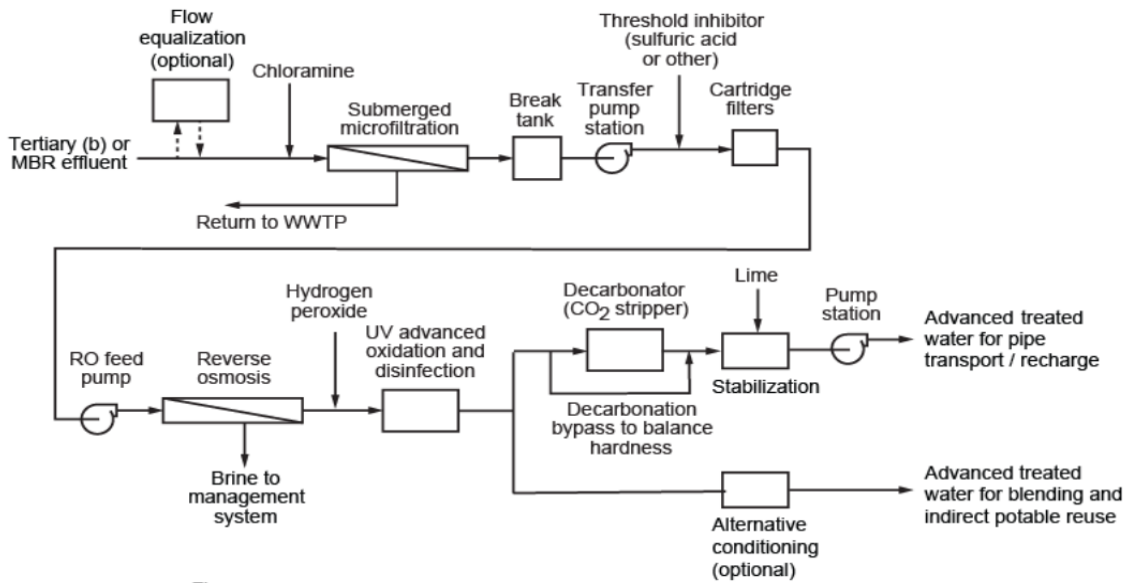 Flow
equalization
(optional)
Chloramine
Submerged
microfiltration
Break
tank
Transfer
pump
station
Threshold inhibitor
(sulfuric acid
or other)
Cartridge
filters
Tertiary (b) or
MBR effluent
Return to WWTP
RO feed
pump
Reverse
osmosis
Hydrogen
peroxide
UV advanced
oxidation and
disinfection
Decarbonator
(CO2 stripper)
Lime
Pump
station
Advanced treated
water for pipe
transport / recharge
Stabilization
Decarbonation
bypass to balance
hardness
Brine to
management
system
Alternative
conditioning
(optional)
Advanced treated
water for blending and
indirect potable reuse